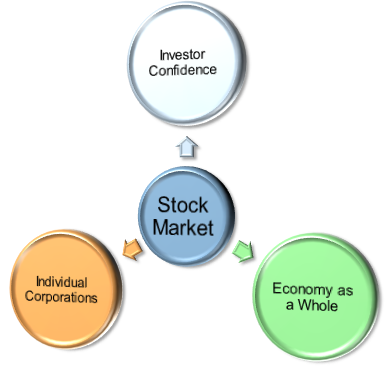 Investor
Confidence
Stock
Market
Individual
Corporations
Economy as
a Whole